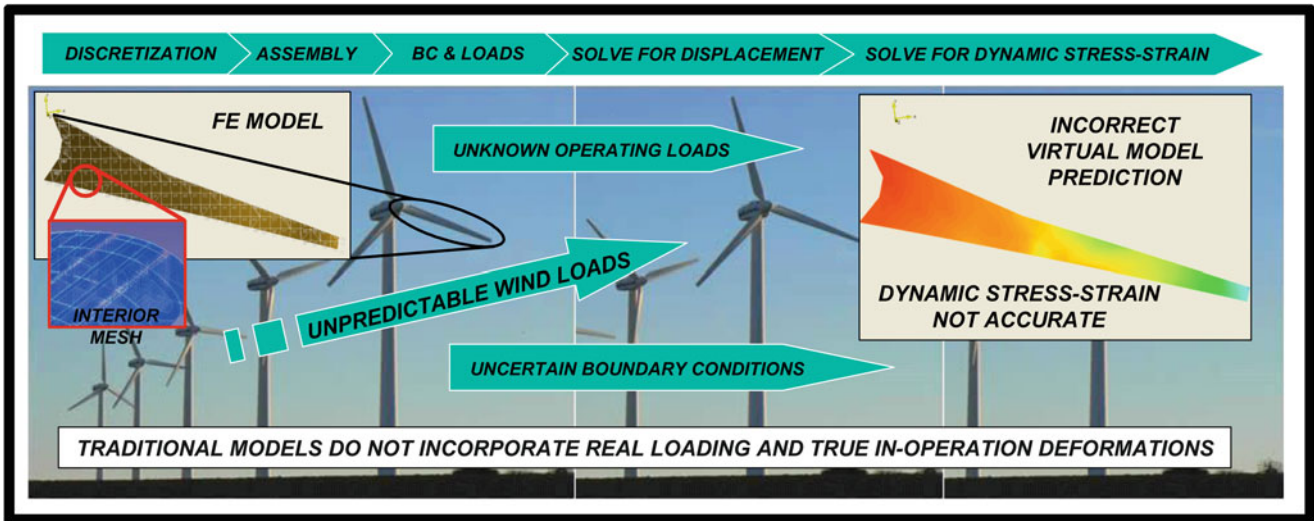 DISCRETIZATION
ASSEMBLY
BC & LOADS
SOLVE FOR DISPLACEMENT
SOLVE FOR DYNAMIC STRESS-STRAIN
FE MODEL
INTERIOR
MESH
UNKNOWN OPERATING LOADS
UNPREDICTABLE WIND LOADS
UNCERTAIN BOUNDARY CONDITIONS
INCORRECT
VIRTUAL MODEL
PREDICTION
DYNAMIC STRESS-STRAIN
NOT ACCURATE
TRADITIONAL MODELS DO NOT INCORPORATE REAL LOADING AND TRUE IN-OPERATION DEFORMATIONS